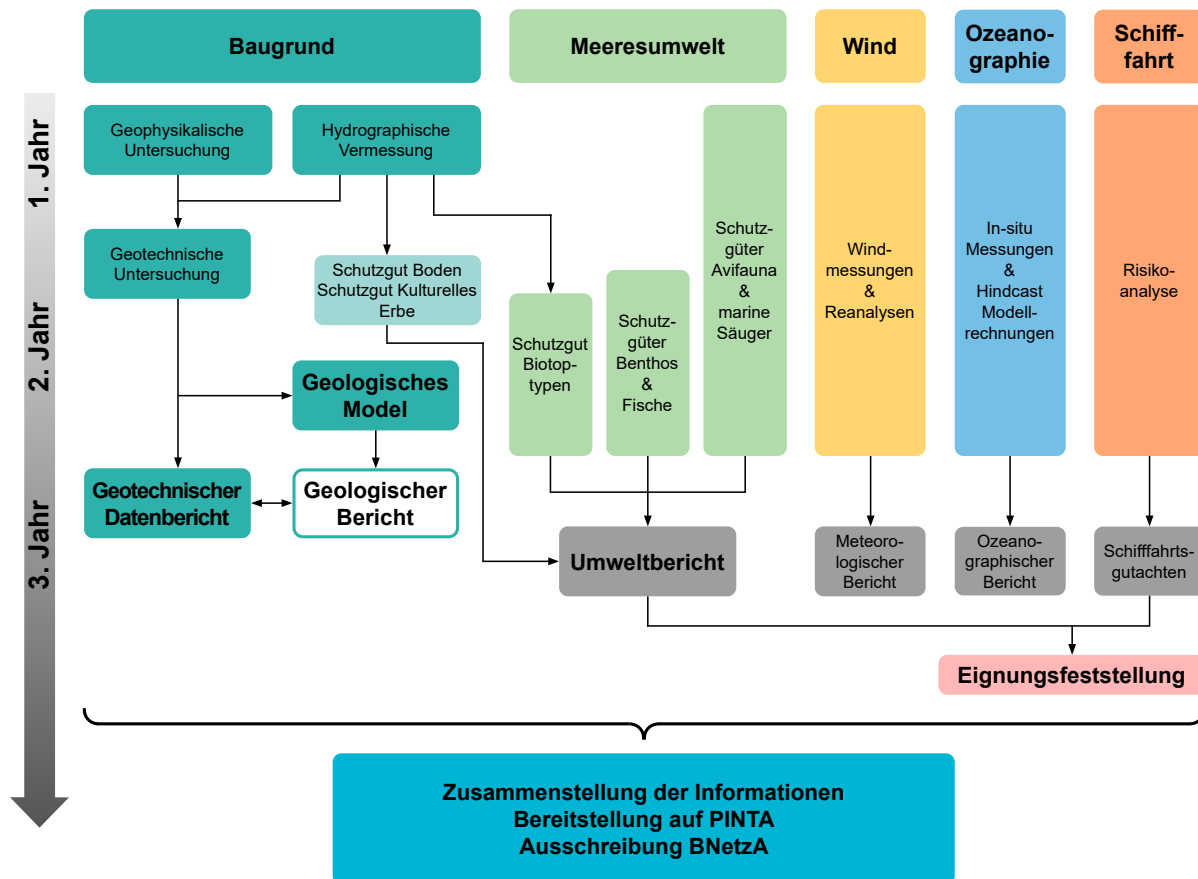 Baugrund
Meeresumwelt
Wind
Ozeano-
graphie
Schiff-
fahrt
1. Jahr
2. Jahr
3. Jahr
Geophysikalische
Untersuchung
Hydrographische
Vermessung
Geotechnische
Untersuchung
Schutzgut Boden
Schutzgut Kulturelles
Erbe
Geologisches
Model
Geotechnischer
Datenbericht
Geologischer
Bericht
Schutzgut
Biotop-
typen
Schutz-
güter
Benthos
&
Fische
Schutz-
güter
Avifauna
&
marine
Säuger
Wind-
messungen
&
Reanalysen
In-situ
Messungen
&
Hindcast
Modell-
rechnungen
Risiko-
analyse
Umweltbericht
Meteoro-
logischer
Bericht
Ozeano-
graphischer
Bericht
Schifffahrts-
gutachten
Eignungsfeststellung
Zusammenstellung der Informationen
Bereitstellung auf PINTA
Ausschreibung BNetzA